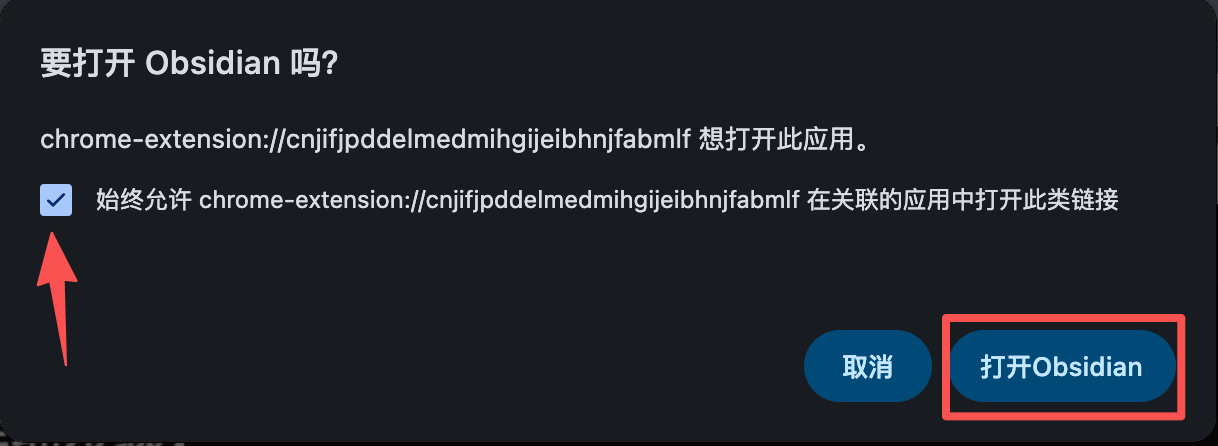 要打开 Obsidian 吗?
chrome-extension://cnjifjpddelmedmihgijeibhnjfabmlf 想打开此应用。
始终允许 chrome-extension://cnjifjpddelmedmihgijeibhnjfabmlf 在关联的应用中打开此类链接
取消
打开Obsidian